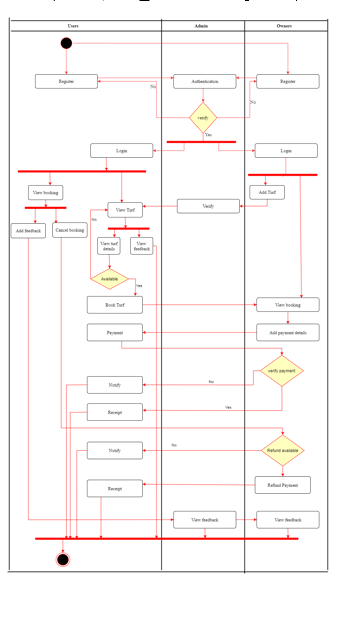 Users Admin Owners
Register Authentication Register
No
No
verify
Yes
Login Login
View booking Add Turf
Verify
View Turf
No
Add feedback Cancel booking
View turf
details
View
feedback
Available
Yes
Book Turf View booking
Payment Add payment details
verify payment
No
Notify
Yes
Receipt
No
Notify Refund available
Receipt Refund Payment
View feedback View feedback